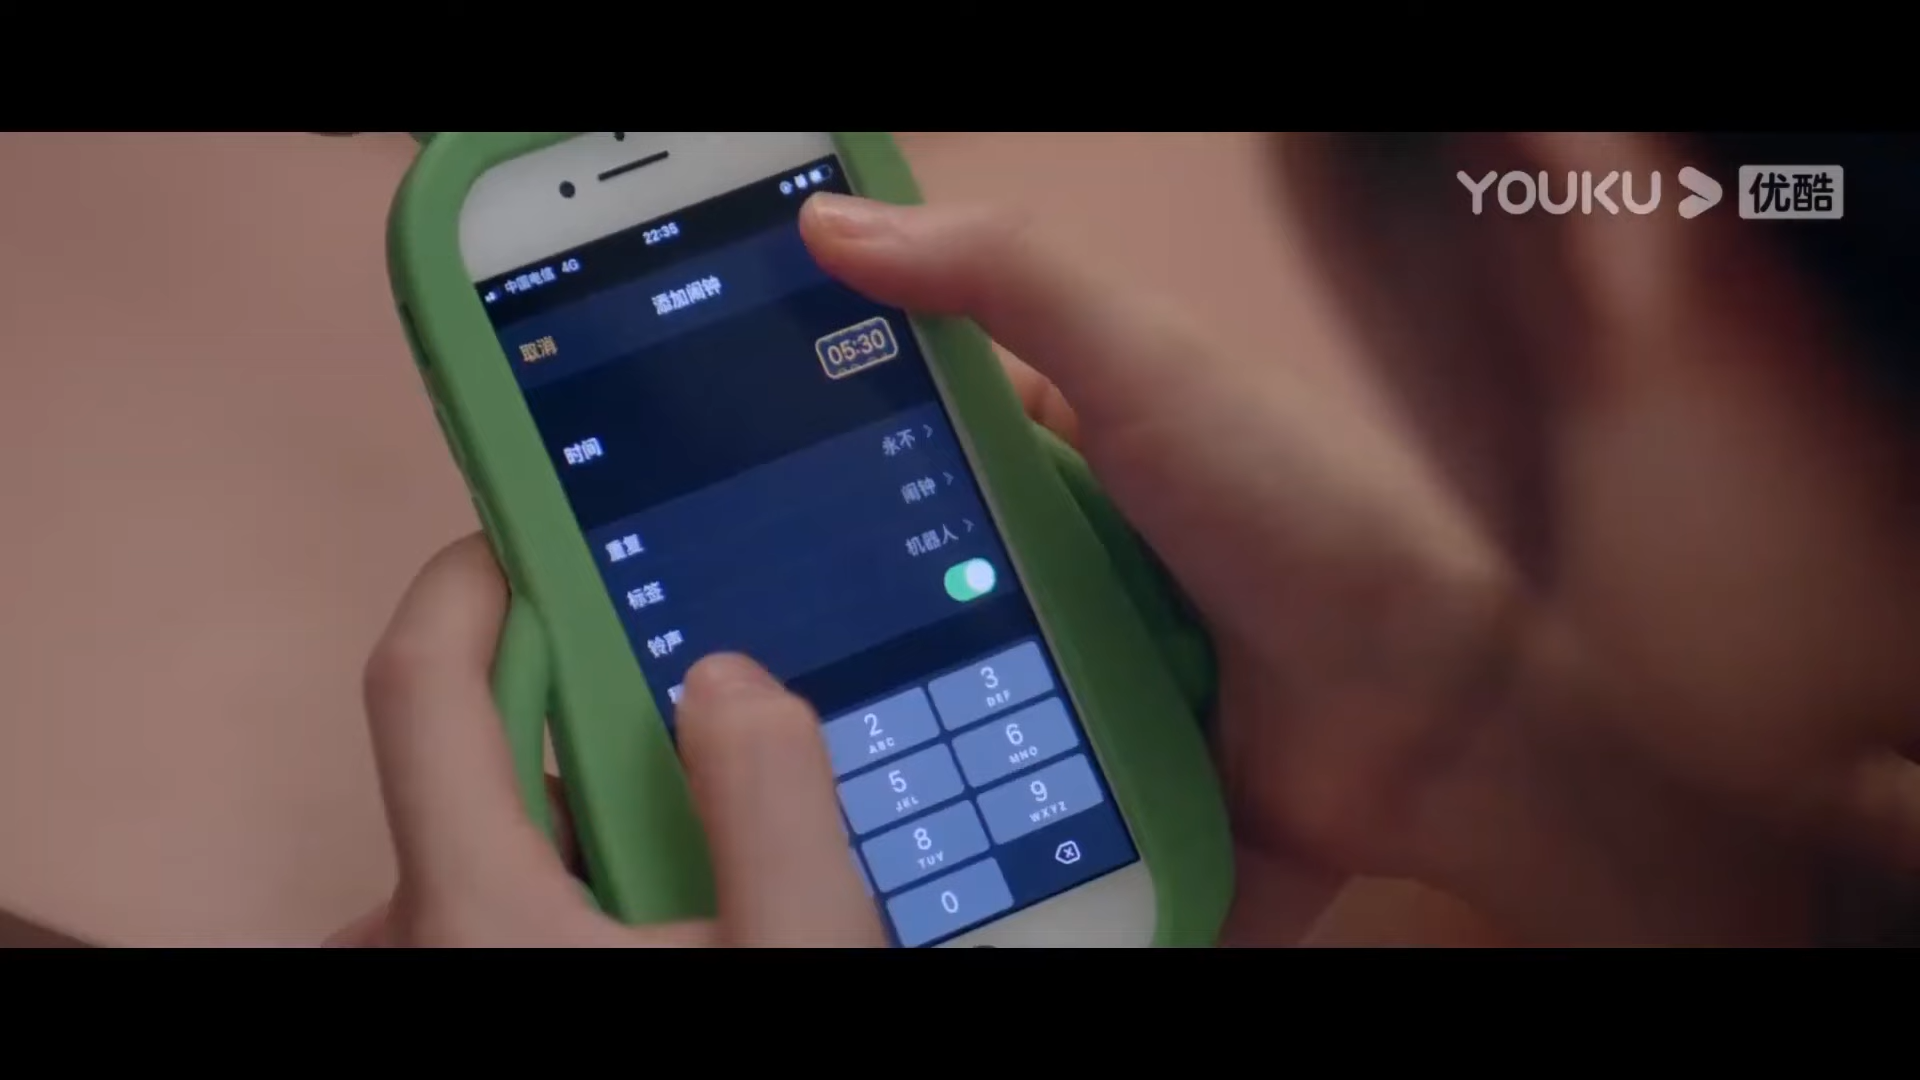 YOUKU 优酷
中国电信 4G
22:35
取消
添加闹钟
时间
05:30
重复
永不
标签
闹钟
铃声
机器人
2
ABC
3
DEF
5
JKL
6
MNO
8
TUV
9
WXYZ
0